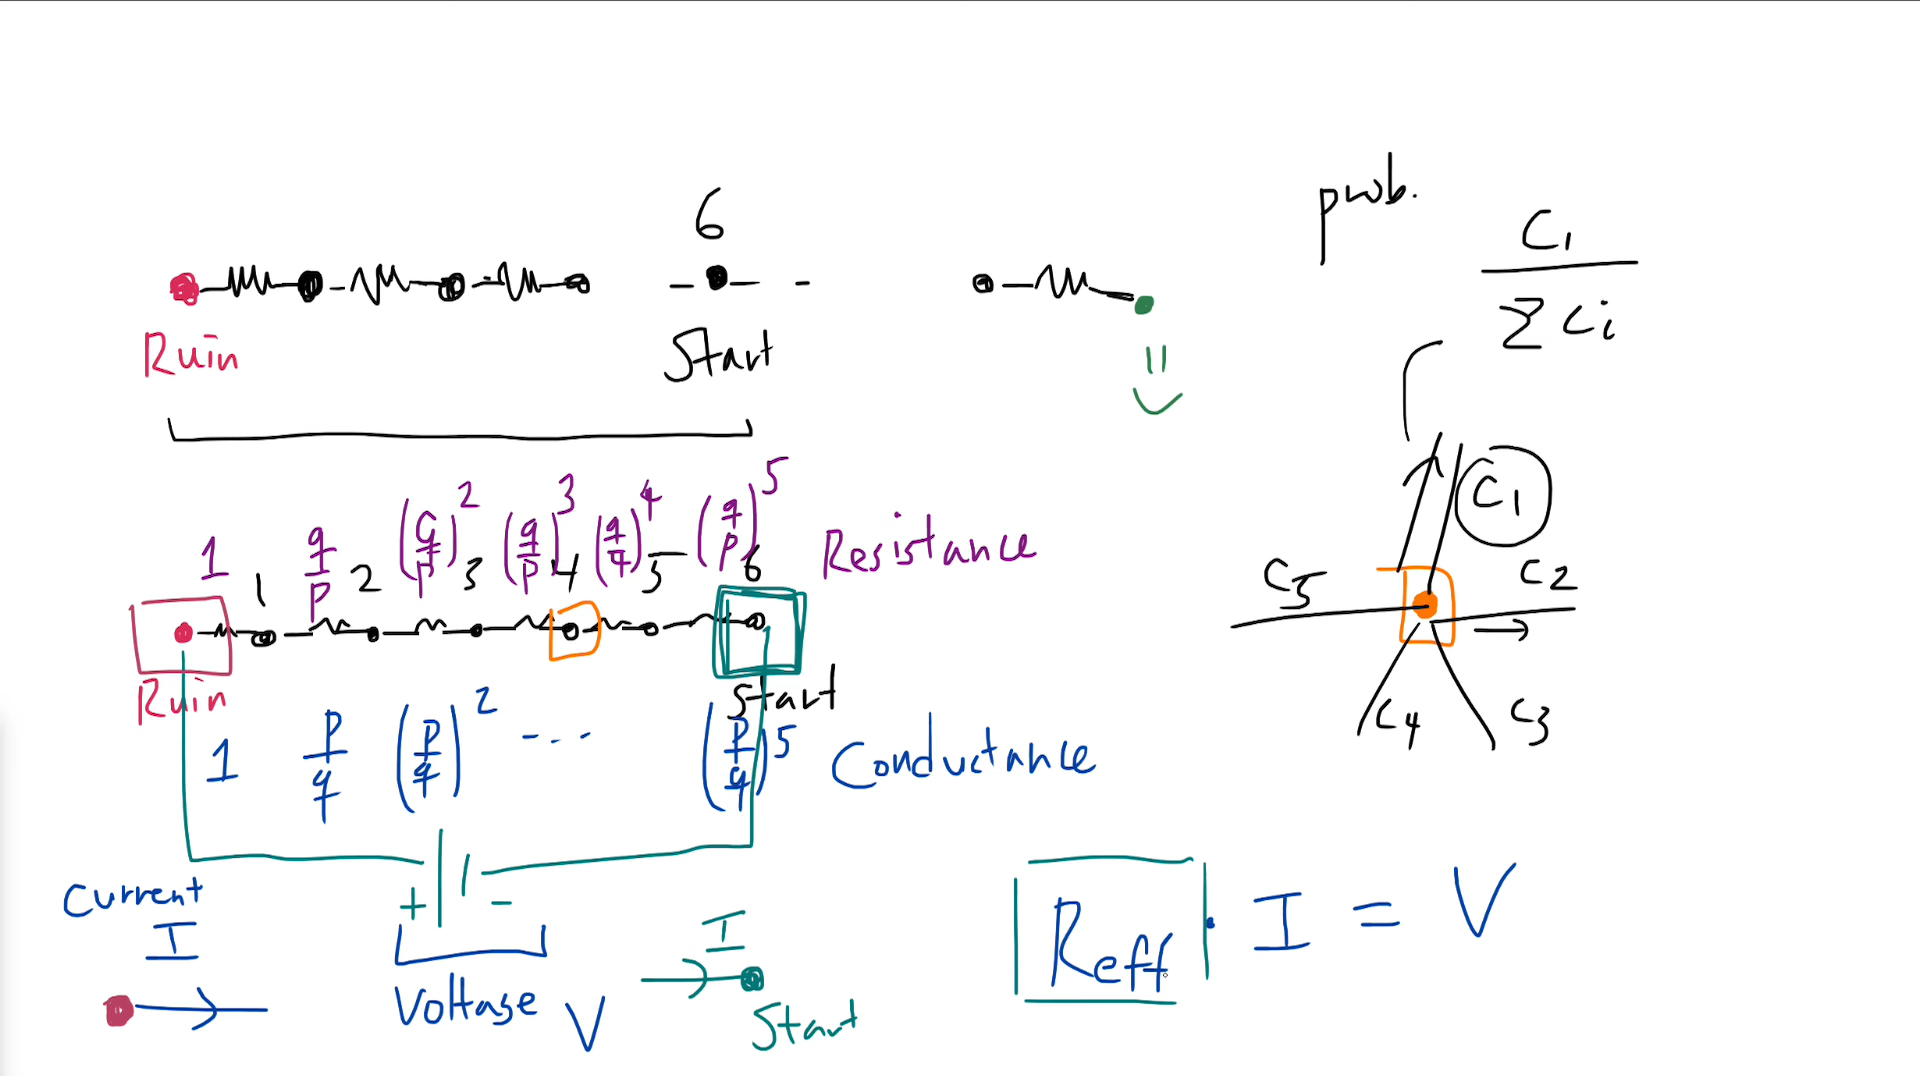 6
Ruin
Start
prob.
C₁
Σ Ci
1 q/p (q/p)² (q/p)³ (q/q)⁴ (q/p)⁵ Resistance
1 2 3 4 5 6
Ruin
Start
1 p/q (p/q)² --- (p/q)⁵ Conductance
C₁
C₅ C₂
C₄ C₃
Current
I
+ -
Voltage V
I
Start
Reff · I = V